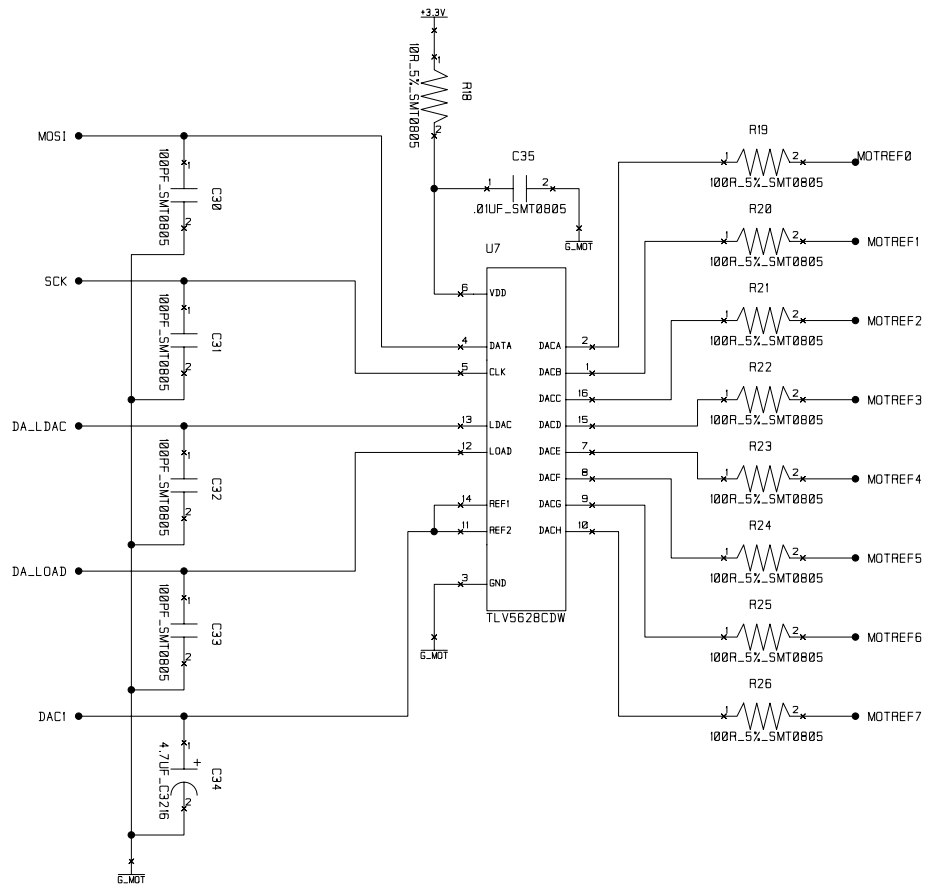 +3.3V
1
10R_5%_SMT0805
R18
2
MOSI
1
100PF_SMT0805
C30
2
C35
1
2
.01UF_SMT0805
G_MOT
R19
1
2
MOTREF0
100R_5%_SMT0805
R20
1
2
MOTREF1
100R_5%_SMT0805
U7
SCK
1
100PF_SMT0805
C31
2
6
VDD
R21
1
2
MOTREF2
100R_5%_SMT0805
4
DATA
DACA
2
5
CLK
DACB
1
DACC
16
R22
1
2
MOTREF3
100R_5%_SMT0805
DA_LDAC
1
100PF_SMT0805
C32
2
13
LDAC
DACD
15
12
LOAD
DACE
7
DACF
8
R23
1
2
MOTREF4
100R_5%_SMT0805
14
REF1
DACG
9
11
REF2
DACH
10
R24
1
2
MOTREF5
100R_5%_SMT0805
DA_LOAD
1
100PF_SMT0805
C33
2
3
GND
TLV5628CDW
G_MOT
R25
1
2
MOTREF6
100R_5%_SMT0805
R26
1
2
MOTREF7
100R_5%_SMT0805
DAC1
1
+
4.7UF_C3216
C34
2
G_MOT